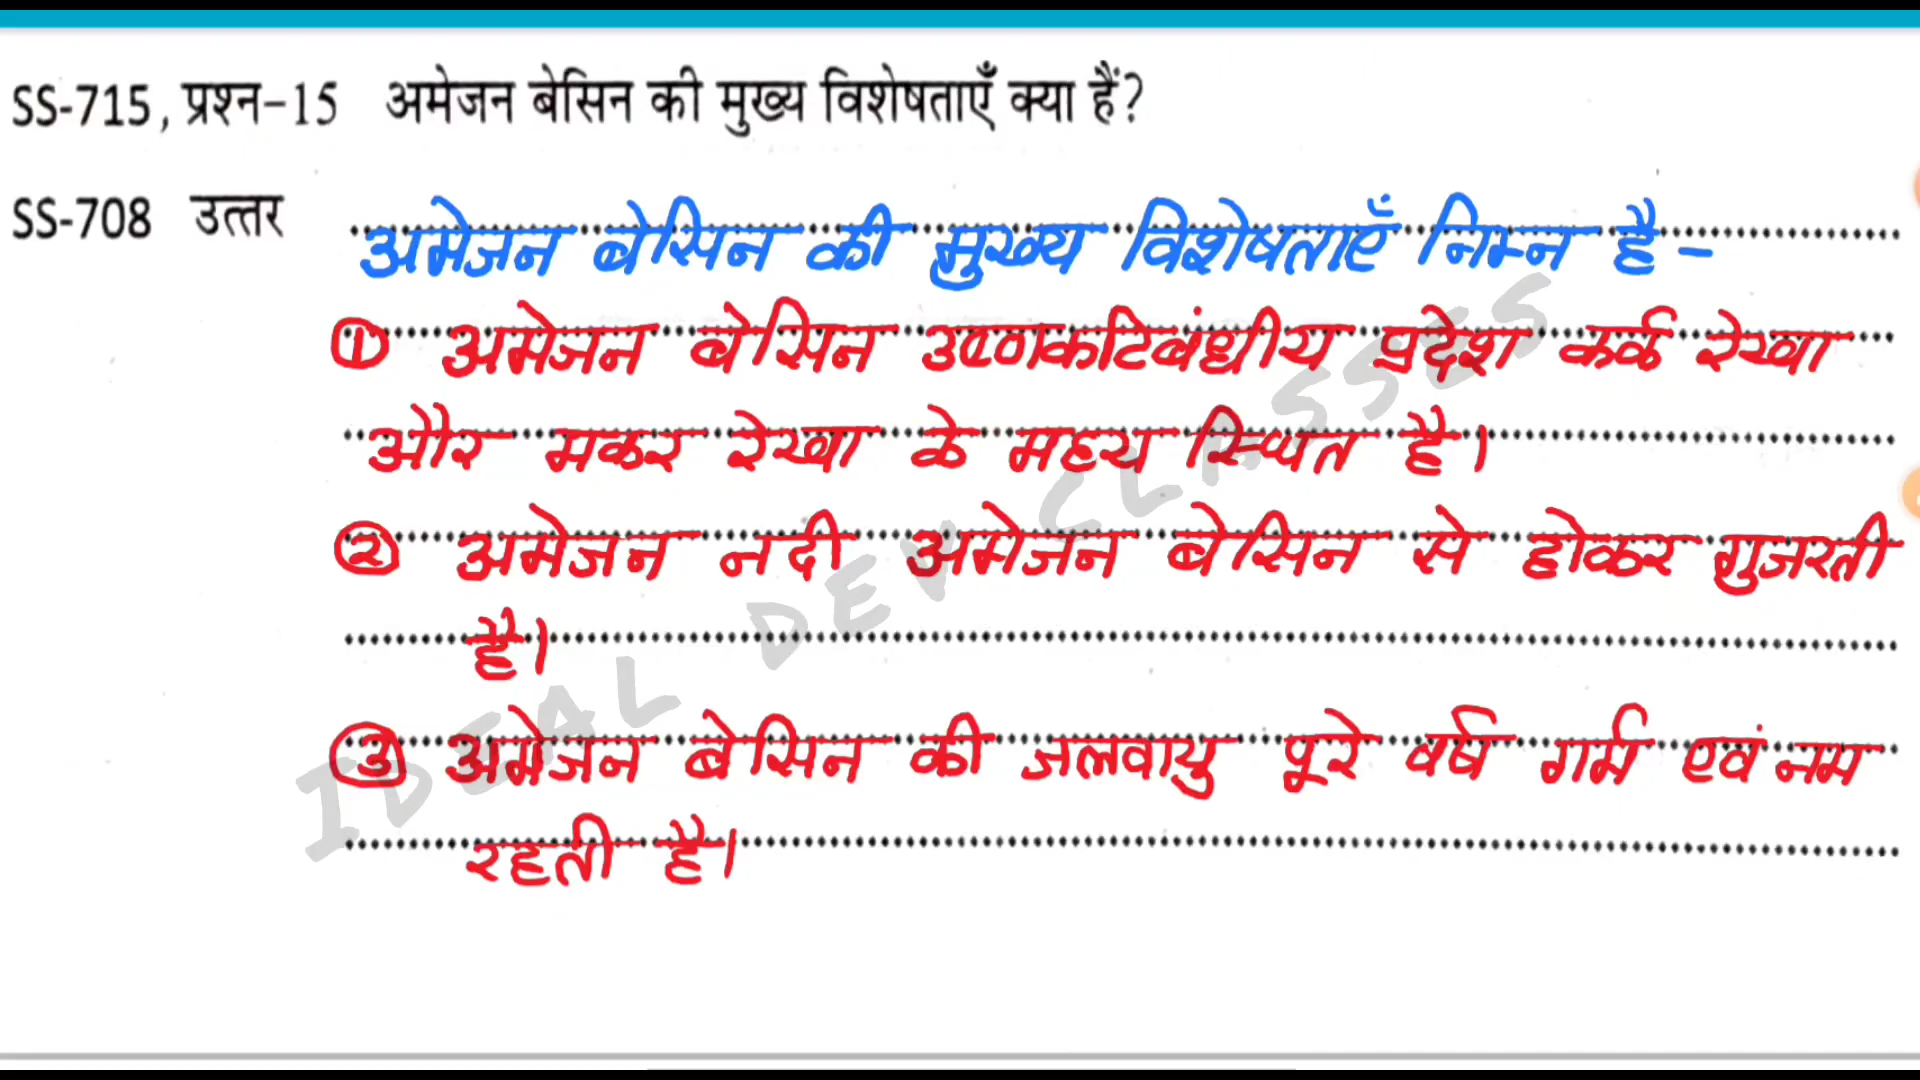 SS-715, प्रश्न-15 अमेजन बेसिन की मुख्य विशेषताएँ क्या हैं?
SS-708 उत्तर अमेजन बेसिन की मुख्य विशेषताएँ निम्न है -
① अमेजन बेसिन उष्णकटिबंधीय प्रदेश कर्क रेखा
और मकर रेखा के मध्य स्थित है।
② अमेजन नदी अमेजन बेसिन से होकर गुजरती
है।
③ अमेजन बेसिन की जलवायु पूरे वर्ष गर्म एवं नम
रहती है।
IDEAL DEV CLASSES